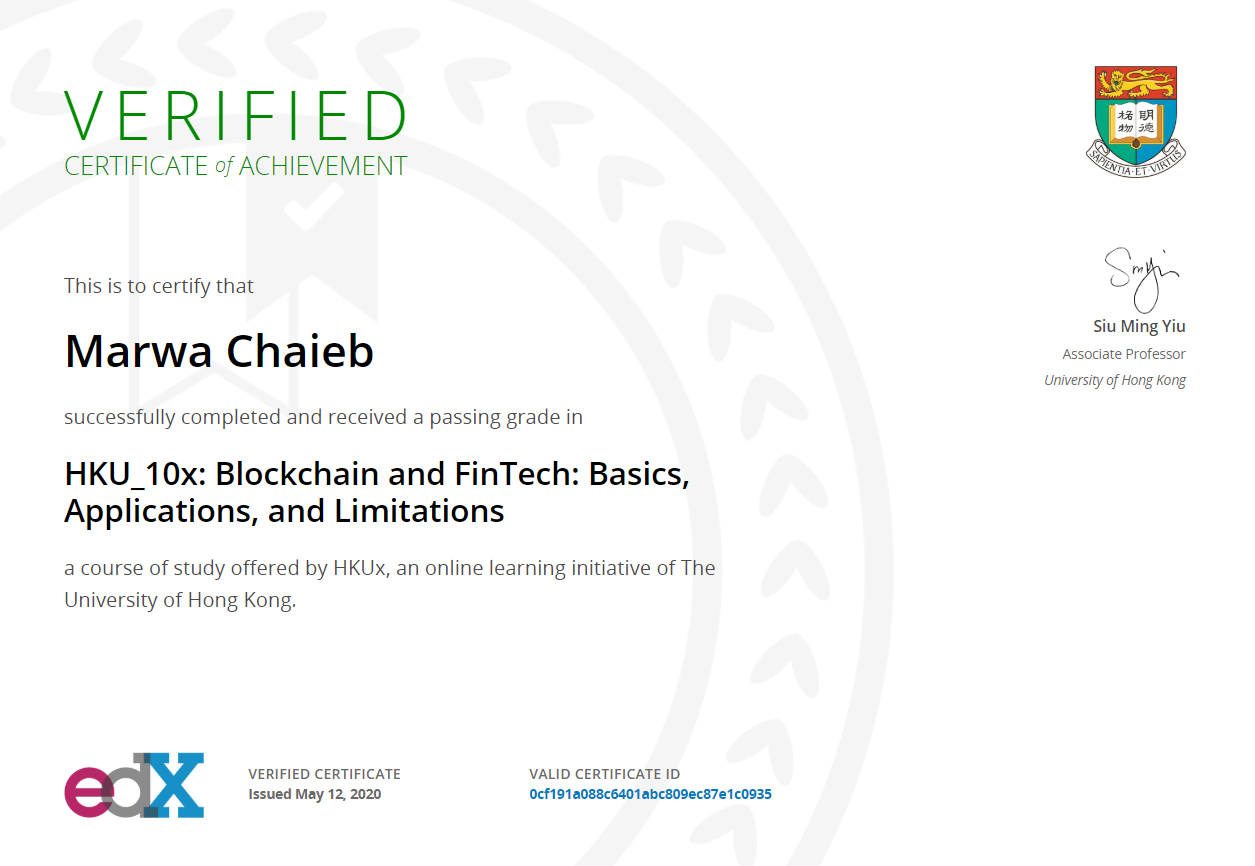 VERIFIED
CERTIFICATE of ACHIEVEMENT
This is to certify that
Marwa Chaieb
successfully completed and received a passing grade in
HKU_10x: Blockchain and FinTech: Basics,
Applications, and Limitations
a course of study offered by HKUx, an online learning initiative of The
University of Hong Kong.
明德
格物
SAPIENTIA·ET·VIRTUS
Siu Ming Yiu
Associate Professor
University of Hong Kong
edX
VERIFIED CERTIFICATE
Issued May 12, 2020
VALID CERTIFICATE ID
0cf191a088c6401abc809ec87e1c0935